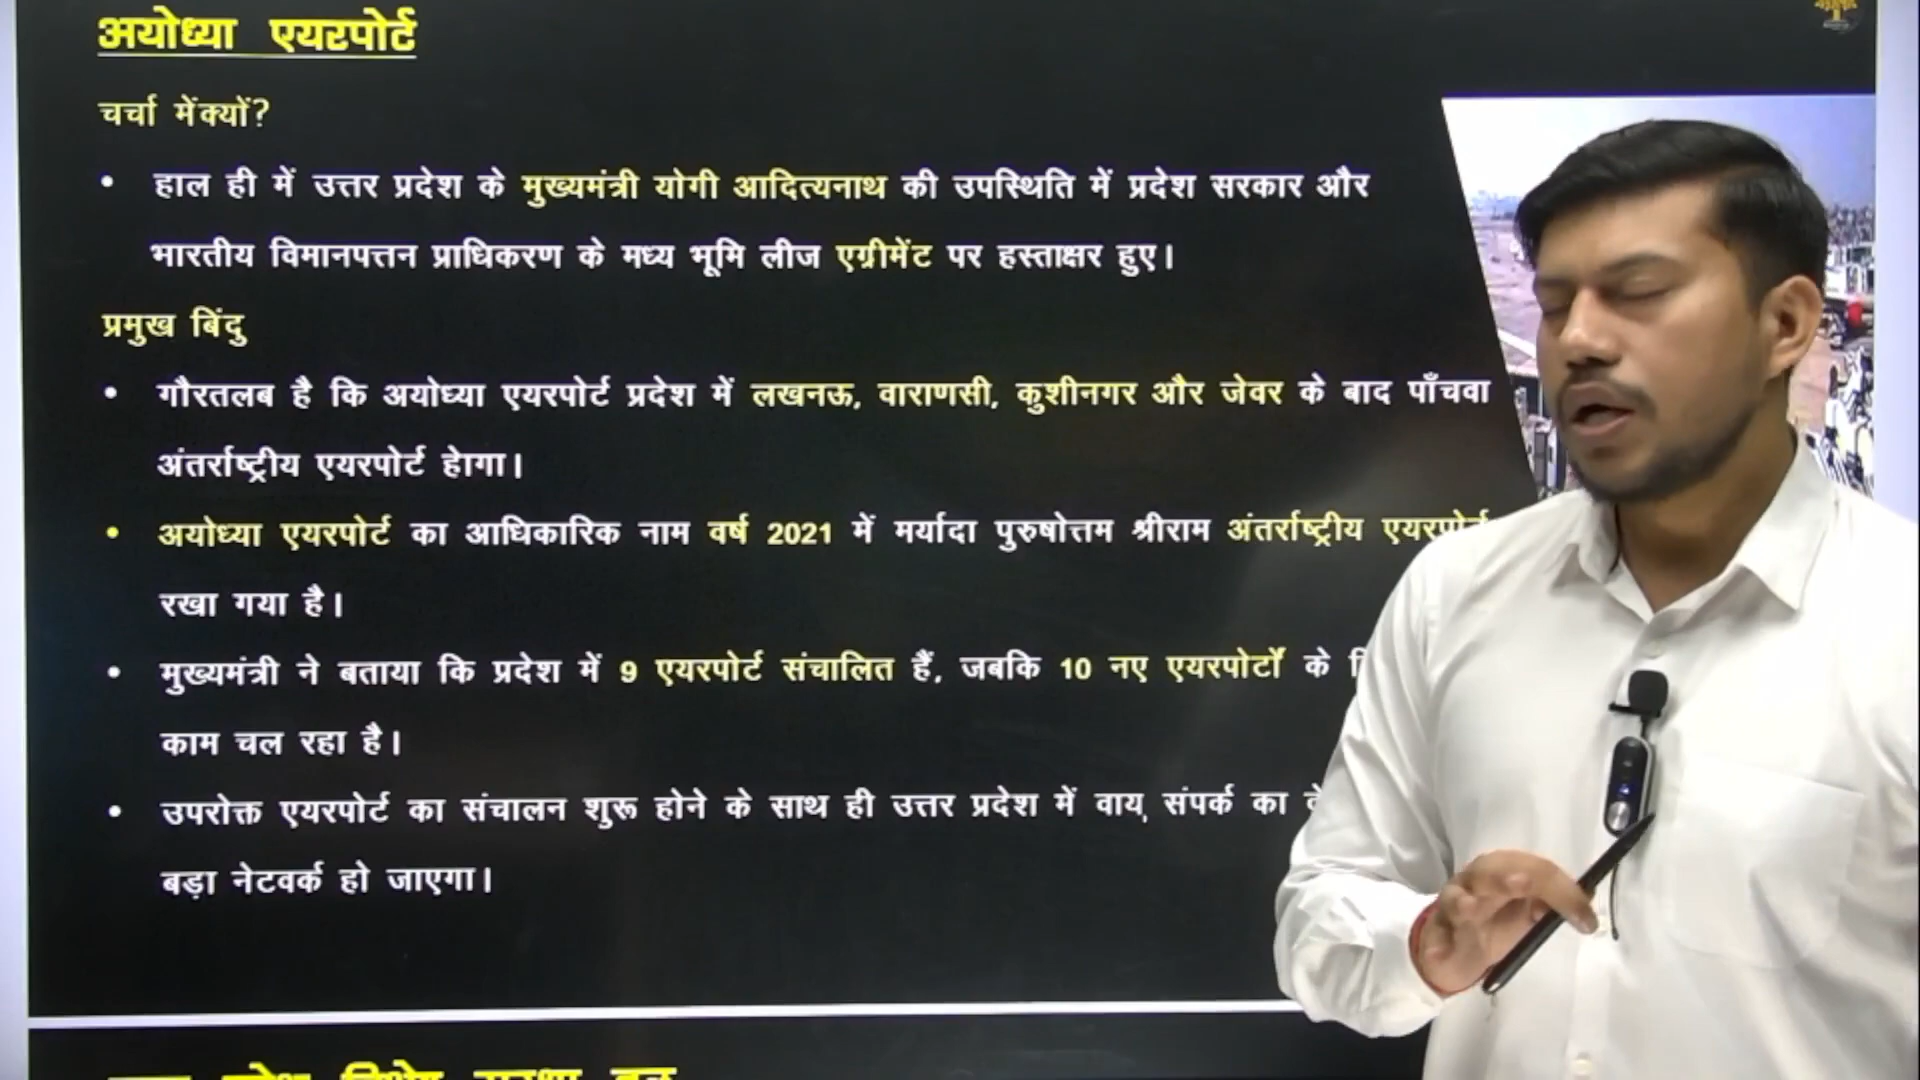 अयोध्या एयरपोर्ट
चर्चा मेंक्यों?
• हाल ही में उत्तर प्रदेश के मुख्यमंत्री योगी आदित्यनाथ की उपस्थिति में प्रदेश सरकार और
भारतीय विमानपत्तन प्राधिकरण के मध्य भूमि लीज एग्रीमेंट पर हस्ताक्षर हुए।
प्रमुख बिंदु
• गौरतलब है कि अयोध्या एयरपोर्ट प्रदेश में लखनऊ, वाराणसी, कुशीनगर और जेवर के बाद पाँचवा
अंतर्राष्ट्रीय एयरपोर्ट हेागा।
• अयोध्या एयरपोर्ट का आधिकारिक नाम वर्ष 2021 में मर्यादा पुरुषोत्तम श्रीराम अंतर्राष्ट्रीय एयरपोर्ट
रखा गया है।
• मुख्यमंत्री ने बताया कि प्रदेश में 9 एयरपोर्ट संचालित हैं, जबकि 10 नए एयरपोर्टों के
काम चल रहा है।
• उपरोक्त एयरपोर्ट का संचालन शुरू होने के साथ ही उत्तर प्रदेश में वायु संपर्क का
बड़ा नेटवर्क हो जाएगा।